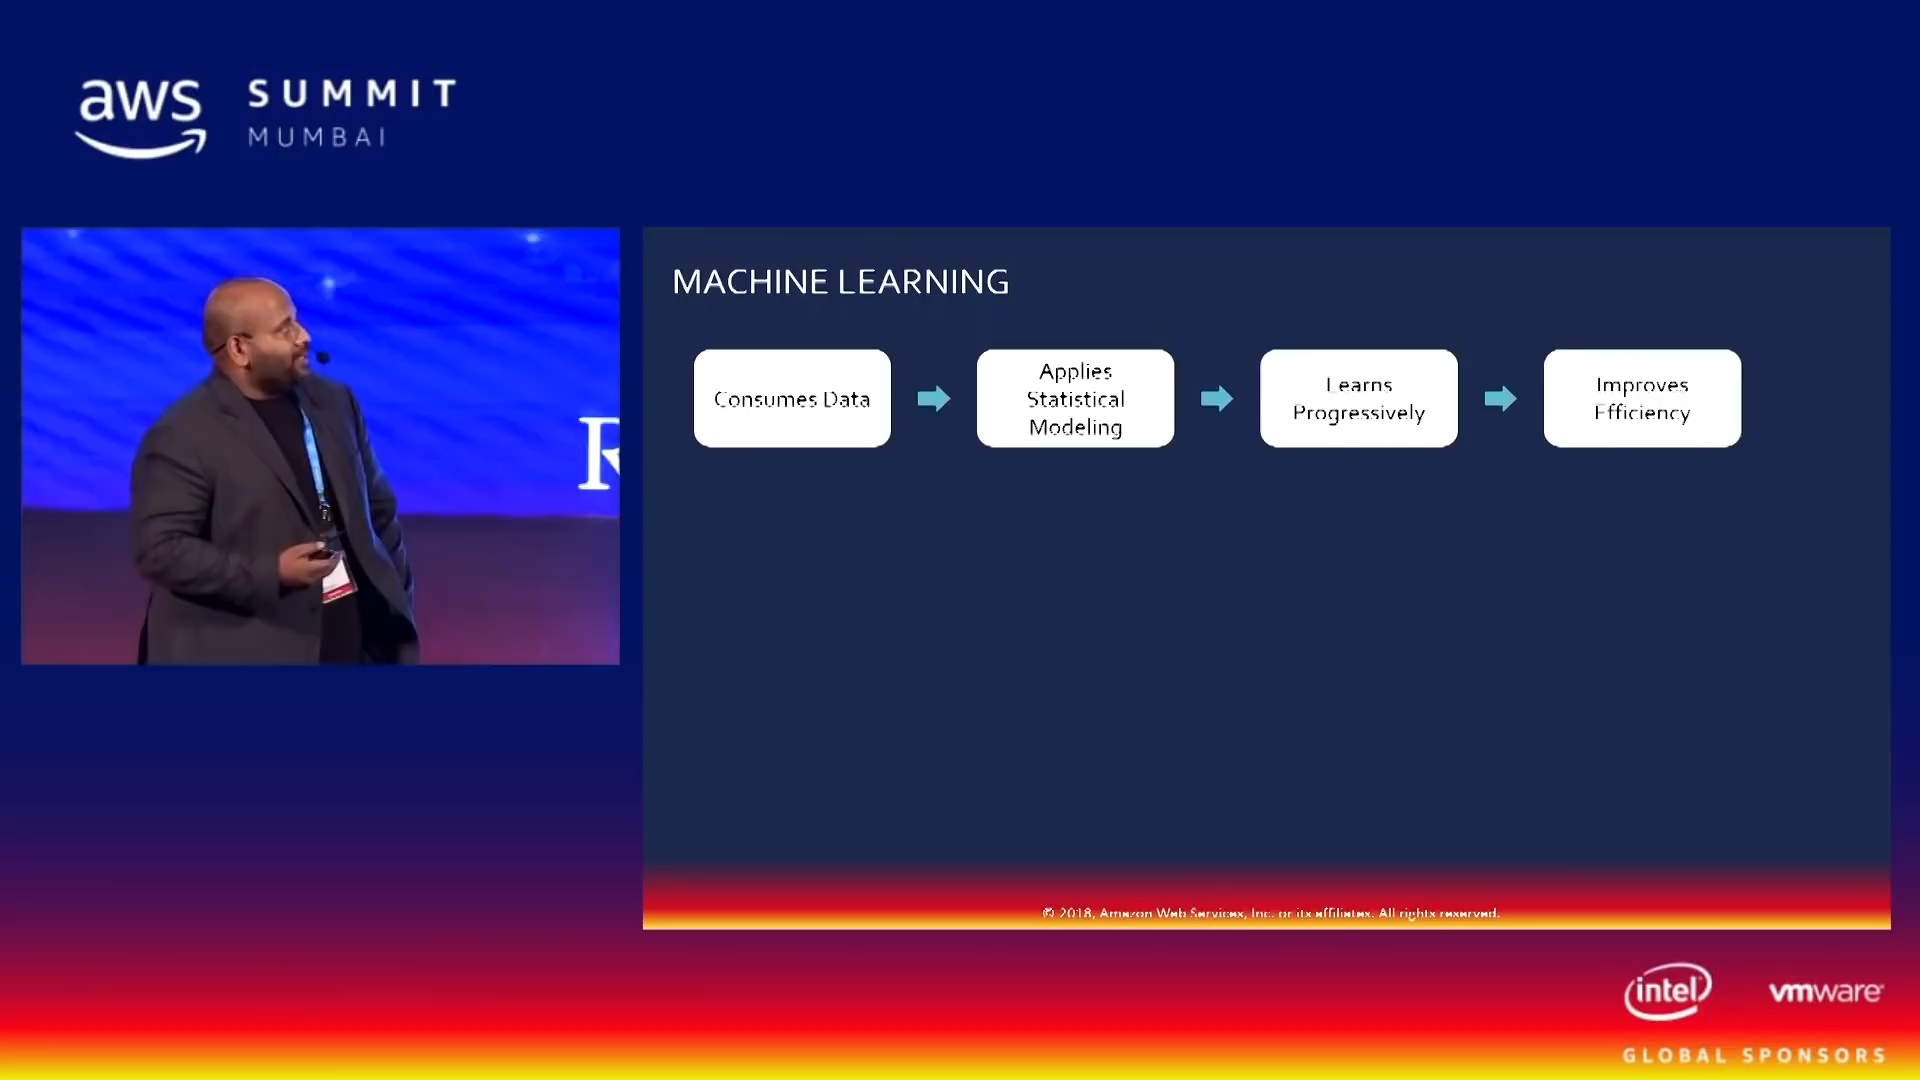 aws
SUMMIT
MUMBAI
R
MACHINE LEARNING
Consumes Data
Applies
Statistical
Modeling
Learns
Progressively
Improves
Efficiency
© 2018, Amazon Web Services, Inc. or its affiliates. All rights reserved.
intel
vmware
GLOBAL SPONSORS